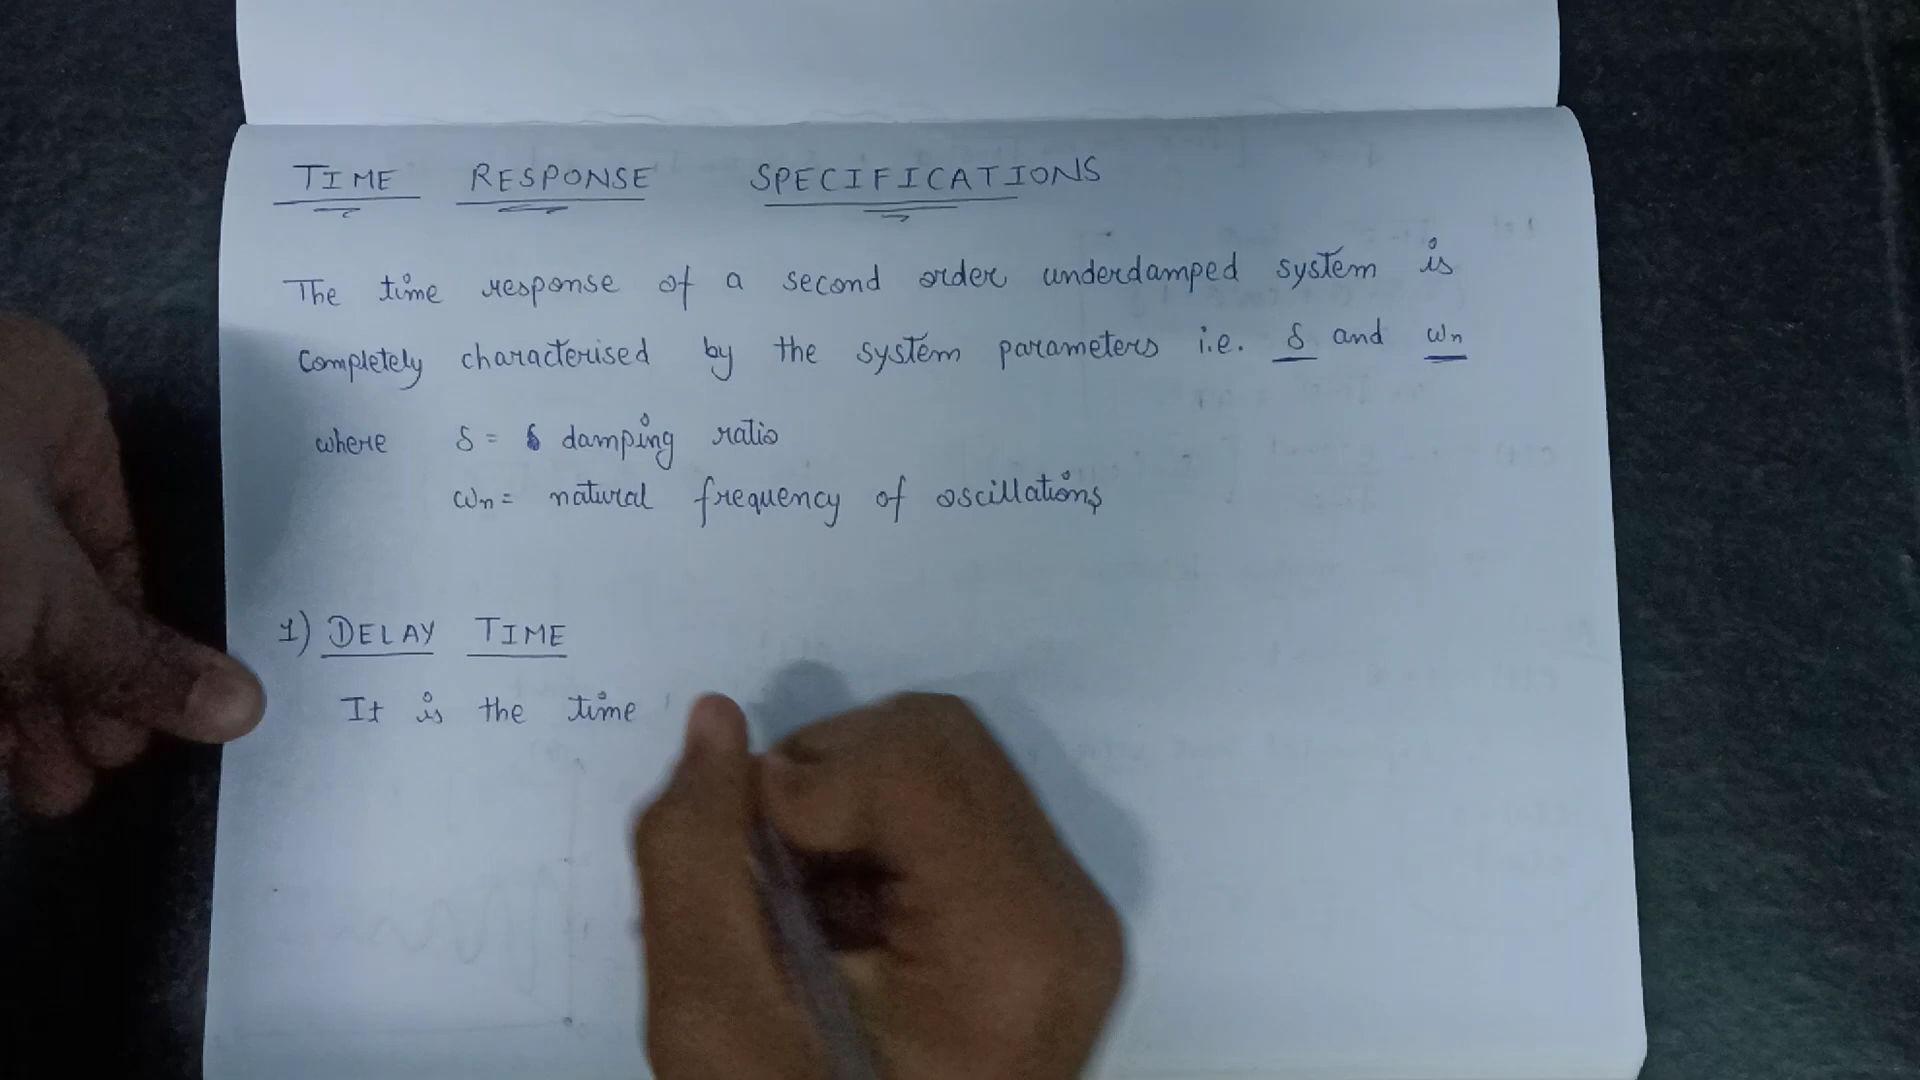 TIME RESPONSE SPECIFICATIONS
The time response of a second order underdamped system is
completely characterised by the system parameters i.e. δ and ωn
where δ = δ damping ratio
ωn = natural frequency of oscillations
1) DELAY TIME
It is the time